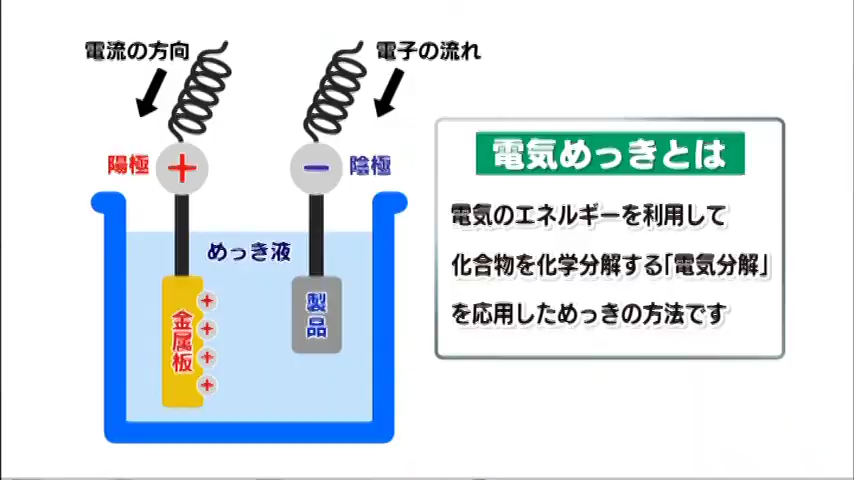 電流の方向
電子の流れ
陽極
+
−
陰極
めっき液
金属板
+
+
+
+
製品
電気めっきとは
電気のエネルギーを利用して
化合物を化学分解する「電気分解」
を応用しためっきの方法です